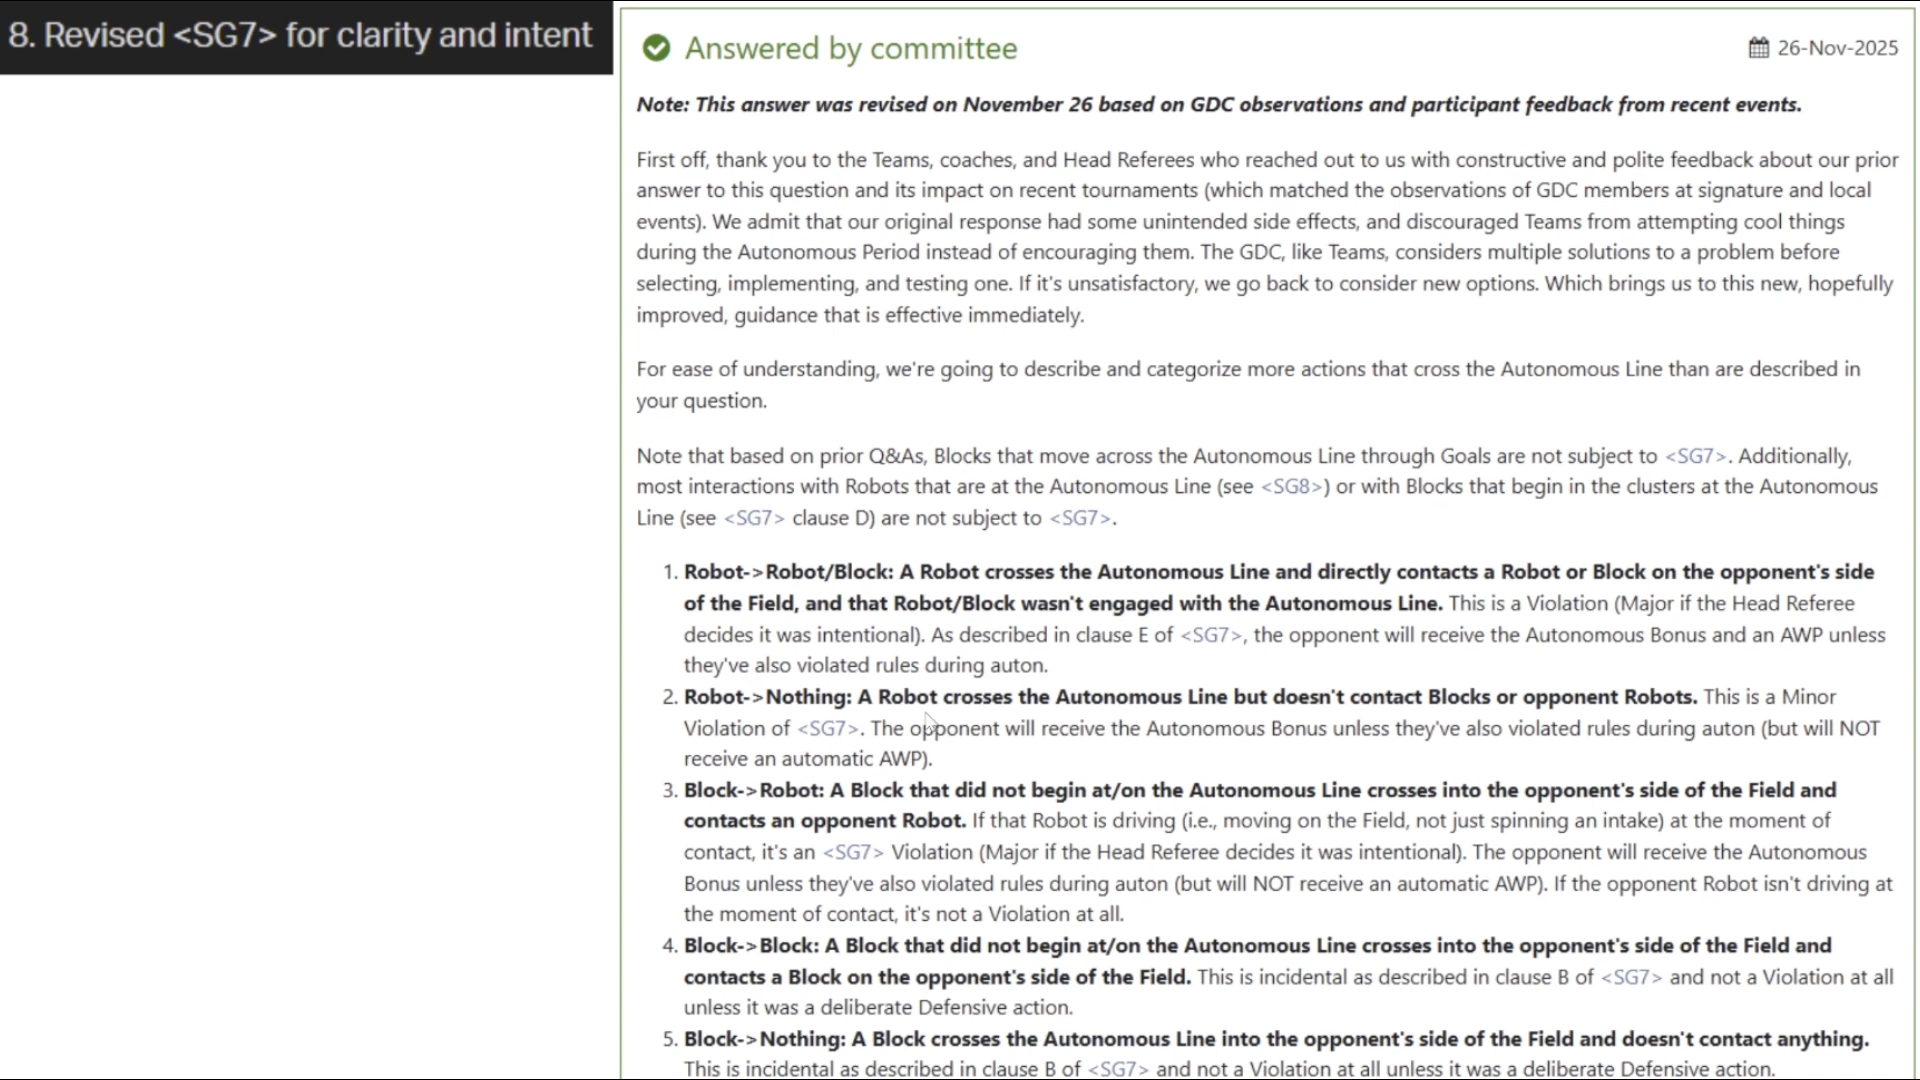 8. Revised <SG7> for clarity and intent
Answered by committee
26-Nov-2025
Note: This answer was revised on November 26 based on GDC observations and participant feedback from recent events.
First off, thank you to the Teams, coaches, and Head Referees who reached out to us with constructive and polite feedback about our prior
answer to this question and its impact on recent tournaments (which matched the observations of GDC members at signature and local
events). We admit that our original response had some unintended side effects, and discouraged Teams from attempting cool things
during the Autonomous Period instead of encouraging them. The GDC, like Teams, considers multiple solutions to a problem before
selecting, implementing, and testing one. If it's unsatisfactory, we go back to consider new options. Which brings us to this new, hopefully
improved, guidance that is effective immediately.
For ease of understanding, we're going to describe and categorize more actions that cross the Autonomous Line than are described in
your question.
Note that based on prior Q&As, Blocks that move across the Autonomous Line through Goals are not subject to <SG7>. Additionally,
most interactions with Robots that are at the Autonomous Line (see <SG8>) or with Blocks that begin in the clusters at the Autonomous
Line (see <SG7> clause D) are not subject to <SG7>.
1. Robot->Robot/Block: A Robot crosses the Autonomous Line and directly contacts a Robot or Block on the opponent's side
of the Field, and that Robot/Block wasn't engaged with the Autonomous Line. This is a Violation (Major if the Head Referee
decides it was intentional). As described in clause E of <SG7>, the opponent will receive the Autonomous Bonus and an AWP unless
they've also violated rules during auton.
2. Robot->Nothing: A Robot crosses the Autonomous Line but doesn't contact Blocks or opponent Robots. This is a Minor
Violation of <SG7>. The opponent will receive the Autonomous Bonus unless they've also violated rules during auton (but will NOT
receive an automatic AWP).
3. Block->Robot: A Block that did not begin at/on the Autonomous Line crosses into the opponent's side of the Field and
contacts an opponent Robot. If that Robot is driving (i.e., moving on the Field, not just spinning an intake) at the moment of
contact, it's an <SG7> Violation (Major if the Head Referee decides it was intentional). The opponent will receive the Autonomous
Bonus unless they've also violated rules during auton (but will NOT receive an automatic AWP). If the opponent Robot isn't driving at
the moment of contact, it's not a Violation at all.
4. Block->Block: A Block that did not begin at/on the Autonomous Line crosses into the opponent's side of the Field and
contacts a Block on the opponent's side of the Field. This is incidental as described in clause B of <SG7> and not a Violation at all
unless it was a deliberate Defensive action.
5. Block->Nothing: A Block crosses the Autonomous Line into the opponent's side of the Field and doesn't contact anything.
This is incidental as described in clause B of <SG7> and not a Violation at all unless it was a deliberate Defensive action.